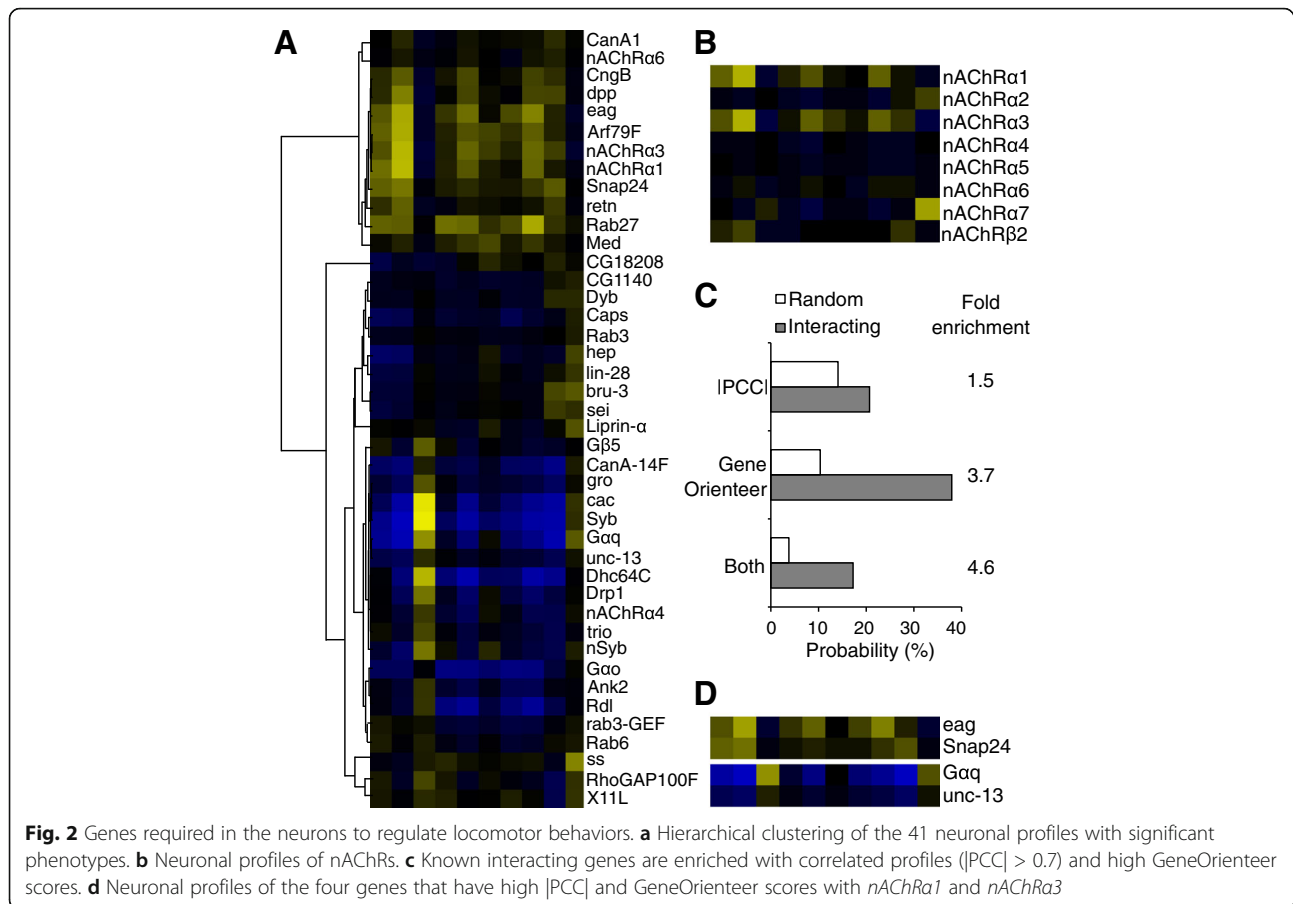 A
CanA1
nAChRα6
CngB
dpp
eag
Arf79F
nAChRα3
nAChRα1
Snap24
retn
Rab27
Med
CG18208
CG1140
Dyb
Caps
Rab3
hep
lin-28
bru-3
sei
Liprin-α
Gβ5
CanA-14F
gro
cac
Syb
Gαq
unc-13
Dhc64C
Drp1
nAChRα4
trio
nSyb
Gαo
Ank2
Rdl
rab3-GEF
Rab6
ss
RhoGAP100F
X11L
B
nAChRα1
nAChRα2
nAChRα3
nAChRα4
nAChRα5
nAChRα6
nAChRα7
nAChRβ2
C
Random
Interacting
Fold
enrichment
|PCC|
1.5
Gene
Orienteer
3.7
Both
4.6
0 10 20 30 40
Probability (%)
D
eag
Snap24
Gαq
unc-13
Fig. 2 Genes required in the neurons to regulate locomotor behaviors. a Hierarchical clustering of the 41 neuronal profiles with significant
phenotypes. b Neuronal profiles of nAChRs. c Known interacting genes are enriched with correlated profiles (|PCC| > 0.7) and high GeneOrienteer
scores. d Neuronal profiles of the four genes that have high |PCC| and GeneOrienteer scores with nAChRα1 and nAChRα3